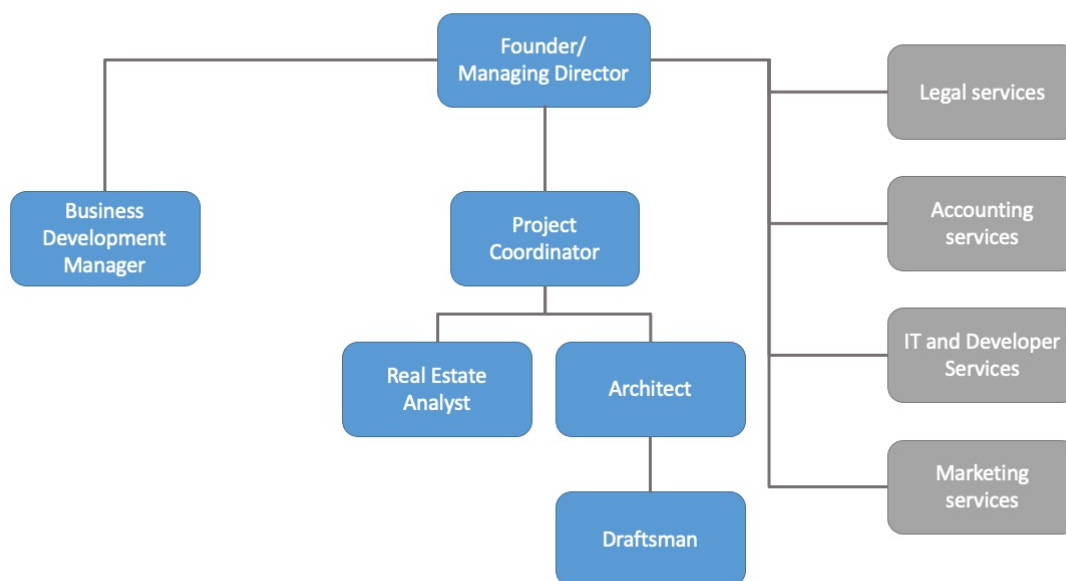 Founder/
Managing Director
Legal services
Business
Development
Manager
Project
Coordinator
Accounting
services
Real Estate
Analyst
Architect
IT and Developer
Services
Draftsman
Marketing
services